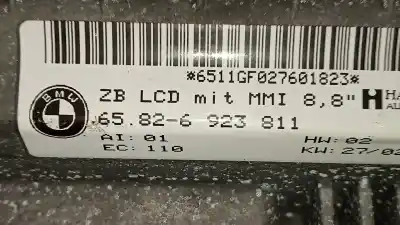 *6511GF027601823*
BMW
ZB LCD mit MMI 8,8" H
65.82-6 923 811
AI: 01 HW: 02
EC: 110 KW: 27/02